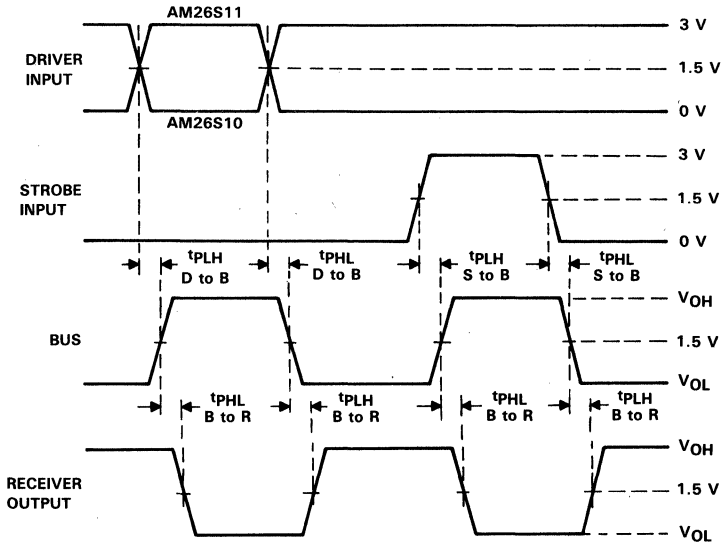 AM26S11
3 V
DRIVER
INPUT
1.5 V
AM26S10
0 V
3 V
STROBE
INPUT
1.5 V
0 V
tPLH
D to B
tPHL
D to B
tPLH
S to B
tPHL
S to B
VOH
BUS
1.5 V
VOL
tPHL
B to R
tPLH
B to R
tPHL
B to R
tPLH
B to R
VOH
RECEIVER
OUTPUT
1.5 V
VOL